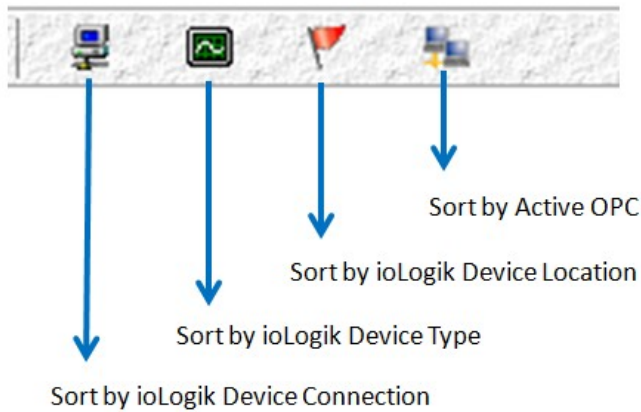 Sort by Active OPC
Sort by ioLogik Device Location
Sort by ioLogik Device Type
Sort by ioLogik Device Connection